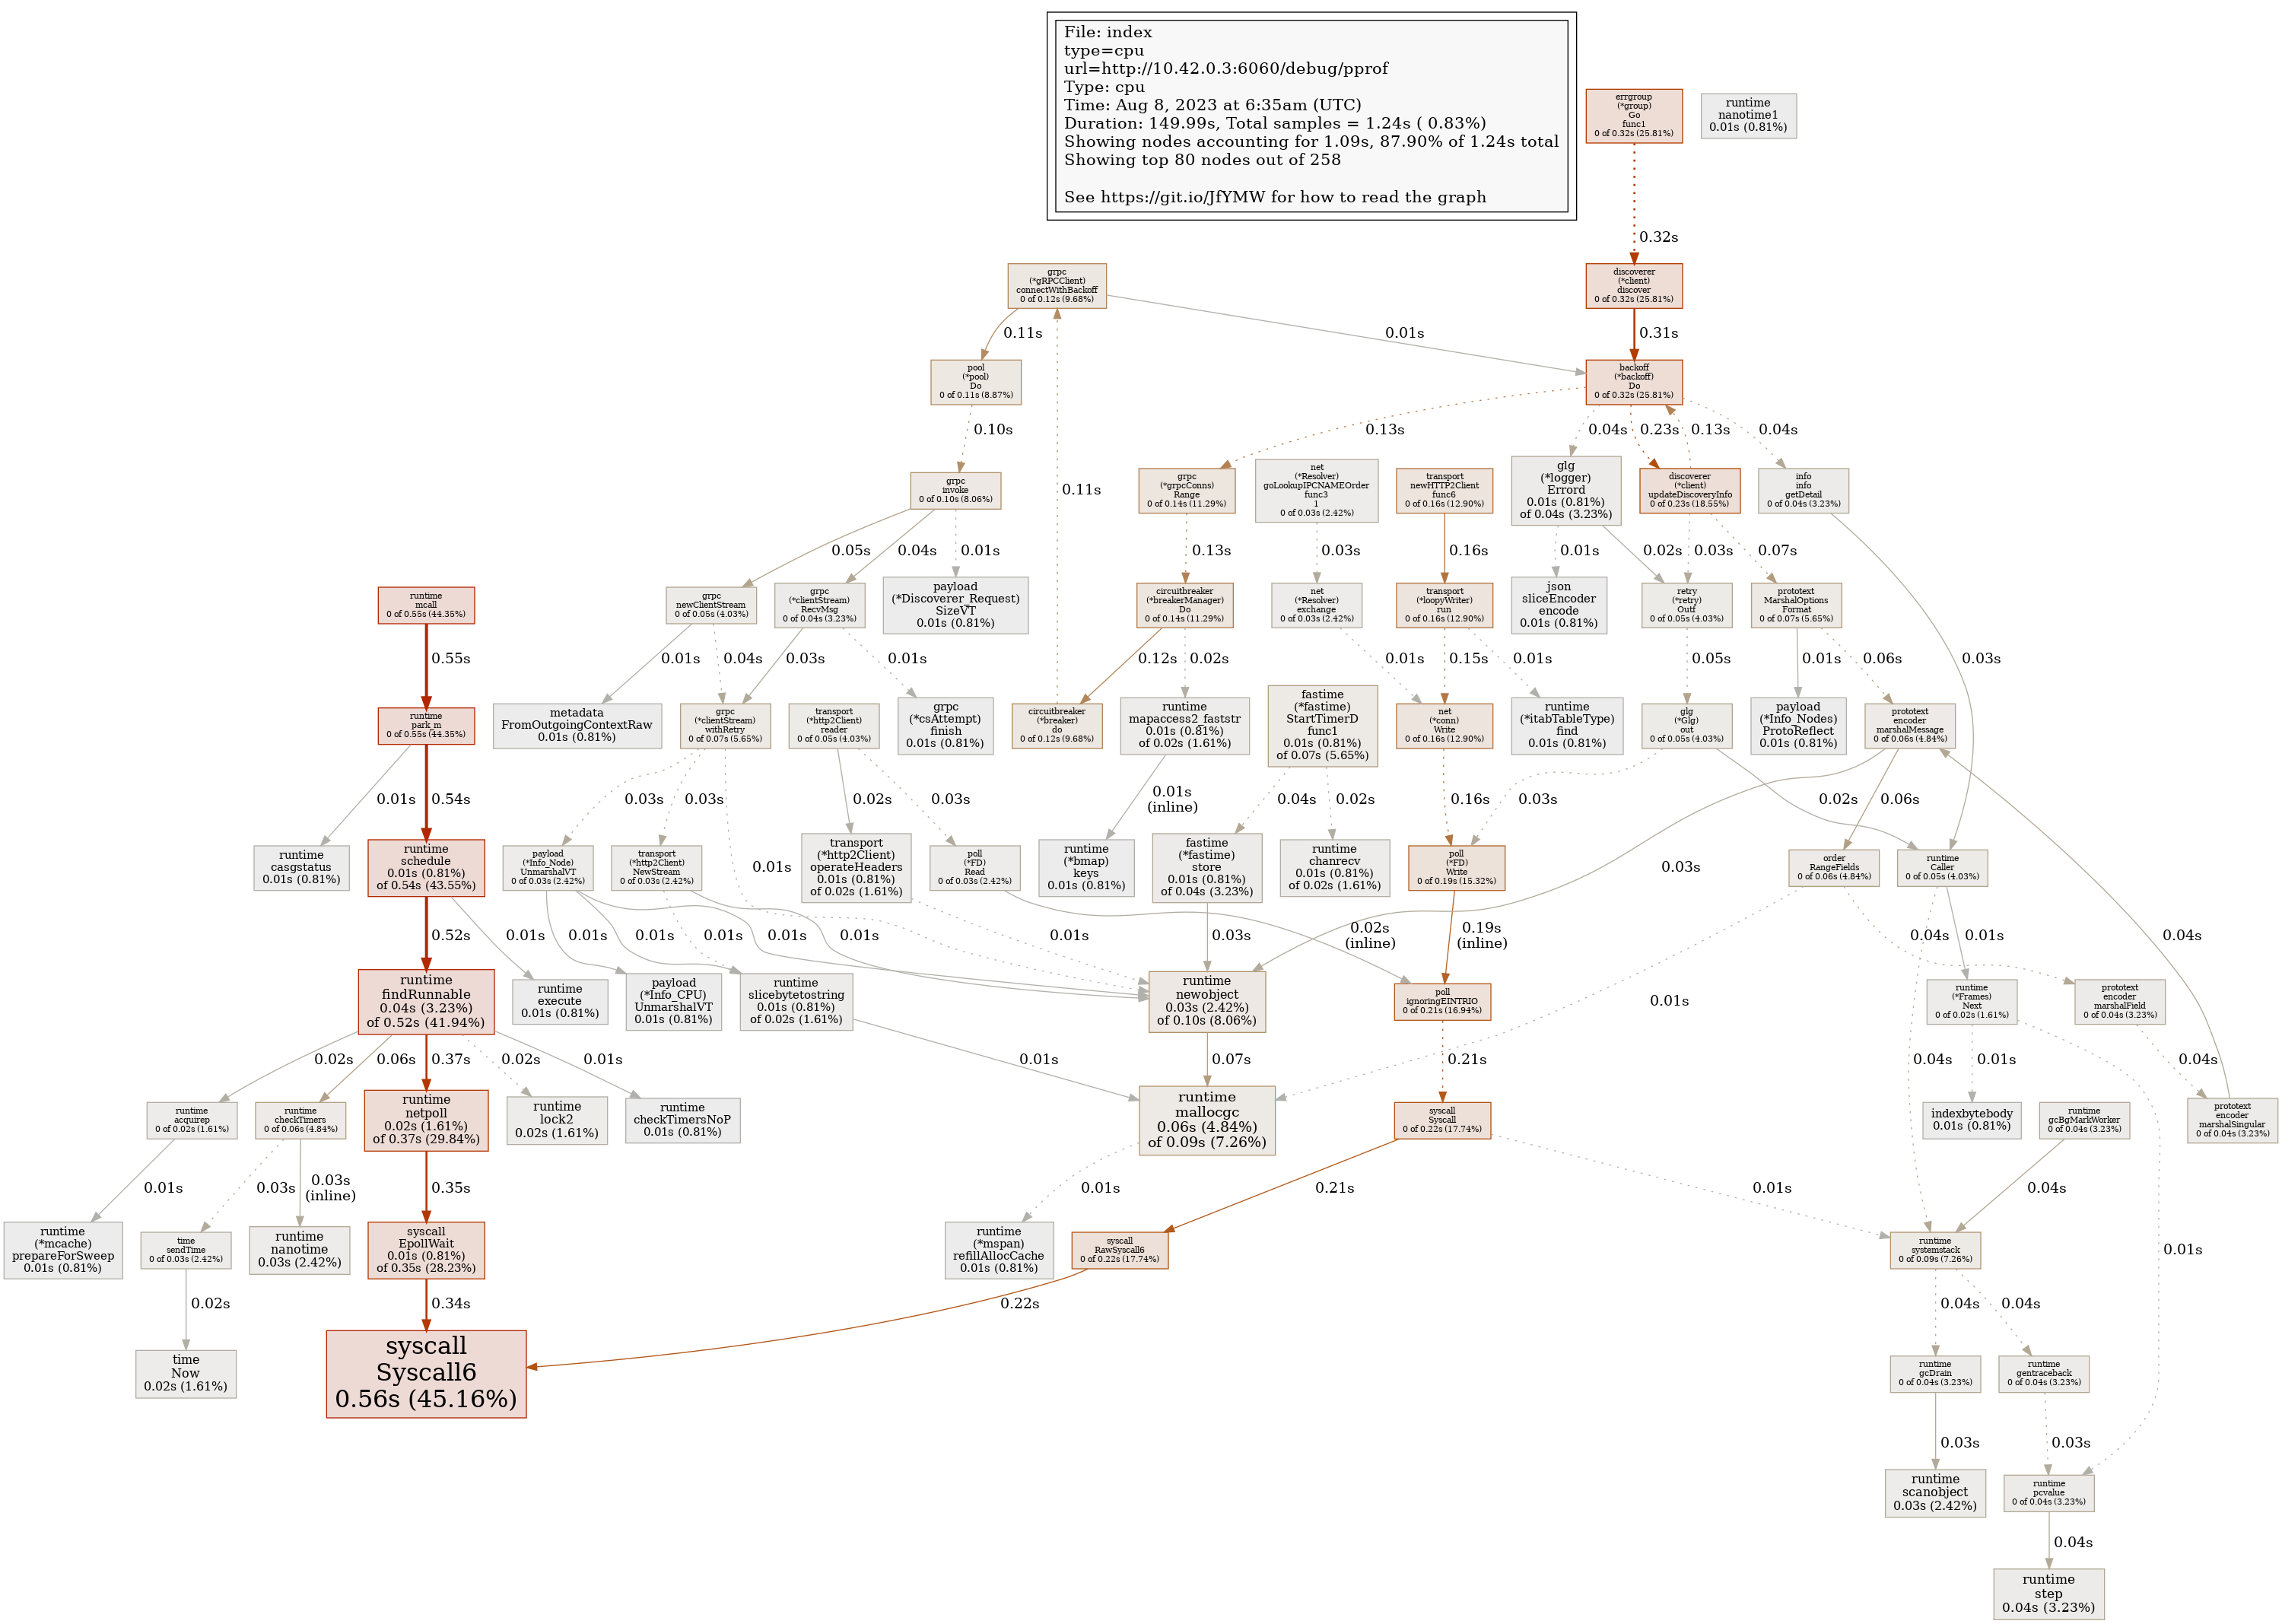 File: index
type=cpu
url=http://10.42.0.3:6060/debug/pprof
Type: cpu
Time: Aug 8, 2023 at 6:35am (UTC)
Duration: 149.99s, Total samples = 1.24s ( 0.83%)
Showing nodes accounting for 1.09s, 87.90% of 1.24s total
Showing top 80 nodes out of 258
See https://git.io/JfYMW for how to read the graph
errgroup
(*group)
Go
func1
0 of 0.32s (25.81%)
runtime
nanotime1
0.01s (0.81%)
0.32s
grpc
(*gRPCClient)
connectWithBackoff
0 of 0.12s (9.68%)
discoverer
(*client)
discover
0 of 0.32s (25.81%)
0.11s
0.01s
0.31s
pool
(*pool)
Do
0 of 0.11s (8.87%)
backoff
(*backoff)
Do
0 of 0.32s (25.81%)
0.10s
0.13s
0.04s
0.23s
0.13s
0.04s
grpc
invoke
0 of 0.10s (8.06%)
0.11s
grpc
(*grpcConns)
Range
0 of 0.14s (11.29%)
net
(*Resolver)
goLookupIPCNAMEOrder
func3
1
0 of 0.03s (2.42%)
transport
newHTTP2Client
func6
0 of 0.16s (12.90%)
glg
(*logger)
Errord
0.01s (0.81%)
of 0.04s (3.23%)
discoverer
(*client)
updateDiscoveryInfo
0 of 0.23s (18.55%)
info
info
getDetail
0 of 0.04s (3.23%)
0.05s
0.04s
0.01s
0.13s
0.03s
0.16s
0.01s
0.02s
0.03s
0.07s
runtime
mcall
0 of 0.55s (44.35%)
grpc
newClientStream
0 of 0.05s (4.03%)
grpc
(*clientStream)
RecvMsg
0 of 0.04s (3.23%)
payload
(*Discoverer_Request)
SizeVT
0.01s (0.81%)
circuitbreaker
(*breakerManager)
Do
0 of 0.14s (11.29%)
net
(*Resolver)
exchange
0 of 0.03s (2.42%)
transport
(*loopyWriter)
run
0 of 0.16s (12.90%)
json
sliceEncoder
encode
0.01s (0.81%)
retry
(*retry)
Outf
0 of 0.05s (4.03%)
prototext
MarshalOptions
Format
0 of 0.07s (5.65%)
0.55s
0.01s
0.04s
0.03s
0.01s
0.12s
0.02s
0.01s
0.15s
0.01s
0.05s
0.01s
0.06s
0.03s
runtime
park_m
0 of 0.55s (44.35%)
metadata
FromOutgoingContextRaw
0.01s (0.81%)
grpc
(*clientStream)
withRetry
0 of 0.07s (5.65%)
transport
(*http2Client)
reader
0 of 0.05s (4.03%)
grpc
(*csAttempt)
finish
0.01s (0.81%)
circuitbreaker
(*breaker)
do
0 of 0.12s (9.68%)
runtime
mapaccess2_faststr
0.01s (0.81%)
of 0.02s (1.61%)
fastime
(*fastime)
StartTimerD
func1
0.01s (0.81%)
of 0.07s (5.65%)
net
(*conn)
Write
0 of 0.16s (12.90%)
runtime
(*itabTableType)
find
0.01s (0.81%)
glg
(*Glg)
out
0 of 0.05s (4.03%)
payload
(*Info_Nodes)
ProtoReflect
0.01s (0.81%)
prototext
encoder
marshalMessage
0 of 0.06s (4.84%)
0.01s
0.54s
0.03s
0.03s
0.01s
0.02s
0.03s
0.01s
(inline)
0.04s
0.02s
0.16s
0.03s
0.02s
0.03s
0.06s
runtime
casgstatus
0.01s (0.81%)
runtime
schedule
0.01s (0.81%)
of 0.54s (43.55%)
payload
(*Info_Node)
UnmarshalVT
0 of 0.03s (2.42%)
transport
(*http2Client)
NewStream
0 of 0.03s (2.42%)
transport
(*http2Client)
operateHeaders
0.01s (0.81%)
of 0.02s (1.61%)
poll
(*FD)
Read
0 of 0.03s (2.42%)
runtime
(*bmap)
keys
0.01s (0.81%)
fastime
(*fastime)
store
0.01s (0.81%)
of 0.04s (3.23%)
runtime
chanrecv
0.01s (0.81%)
of 0.02s (1.61%)
poll
(*FD)
Write
0 of 0.19s (15.32%)
order
RangeFields
0 of 0.06s (4.84%)
runtime
Caller
0 of 0.05s (4.03%)
0.52s
0.01s
0.01s
0.01s
0.01s
0.01s
0.01s
0.01s
0.03s
0.02s
(inline)
0.19s
(inline)
0.01s
0.04s
0.04s
0.01s
0.04s
runtime
findRunnable
0.04s (3.23%)
of 0.52s (41.94%)
runtime
execute
0.01s (0.81%)
payload
(*Info_CPU)
UnmarshalVT
0.01s (0.81%)
runtime
slicebytetostring
0.01s (0.81%)
of 0.02s (1.61%)
runtime
newobject
0.03s (2.42%)
of 0.10s (8.06%)
poll
ignoringEINTRIO
0 of 0.21s (16.94%)
runtime
(*Frames)
Next
0 of 0.02s (1.61%)
prototext
encoder
marshalField
0 of 0.04s (3.23%)
0.02s
0.06s
0.37s
0.02s
0.01s
0.01s
0.07s
0.21s
0.01s
0.01s
0.04s
runtime
acquirep
0 of 0.02s (1.61%)
runtime
checkTimers
0 of 0.06s (4.84%)
runtime
netpoll
0.02s (1.61%)
of 0.37s (29.84%)
runtime
lock2
0.02s (1.61%)
runtime
checkTimersNoP
0.01s (0.81%)
runtime
mallocgc
0.06s (4.84%)
of 0.09s (7.26%)
syscall
Syscall
0 of 0.22s (17.74%)
indexbytebody
0.01s (0.81%)
runtime
gcBgMarkWorker
0 of 0.04s (3.23%)
prototext
encoder
marshalSingular
0 of 0.04s (3.23%)
0.01s
0.03s
0.03s
(inline)
0.35s
0.01s
0.21s
0.01s
0.04s
runtime
(*mcache)
prepareForSweep
0.01s (0.81%)
time
sendTime
0 of 0.03s (2.42%)
runtime
nanotime
0.03s (2.42%)
syscall
EpollWait
0.01s (0.81%)
of 0.35s (28.23%)
runtime
(*mspan)
refillAllocCache
0.01s (0.81%)
syscall
RawSyscall6
0 of 0.22s (17.74%)
runtime
systemstack
0 of 0.09s (7.26%)
0.02s
0.34s
0.22s
0.04s
0.04s
time
Now
0.02s (1.61%)
syscall
Syscall6
0.56s (45.16%)
runtime
gcDrain
0 of 0.04s (3.23%)
runtime
gentraceback
0 of 0.04s (3.23%)
0.03s
0.03s
runtime
scanobject
0.03s (2.42%)
runtime
pcvalue
0 of 0.04s (3.23%)
0.04s
runtime
step
0.04s (3.23%)